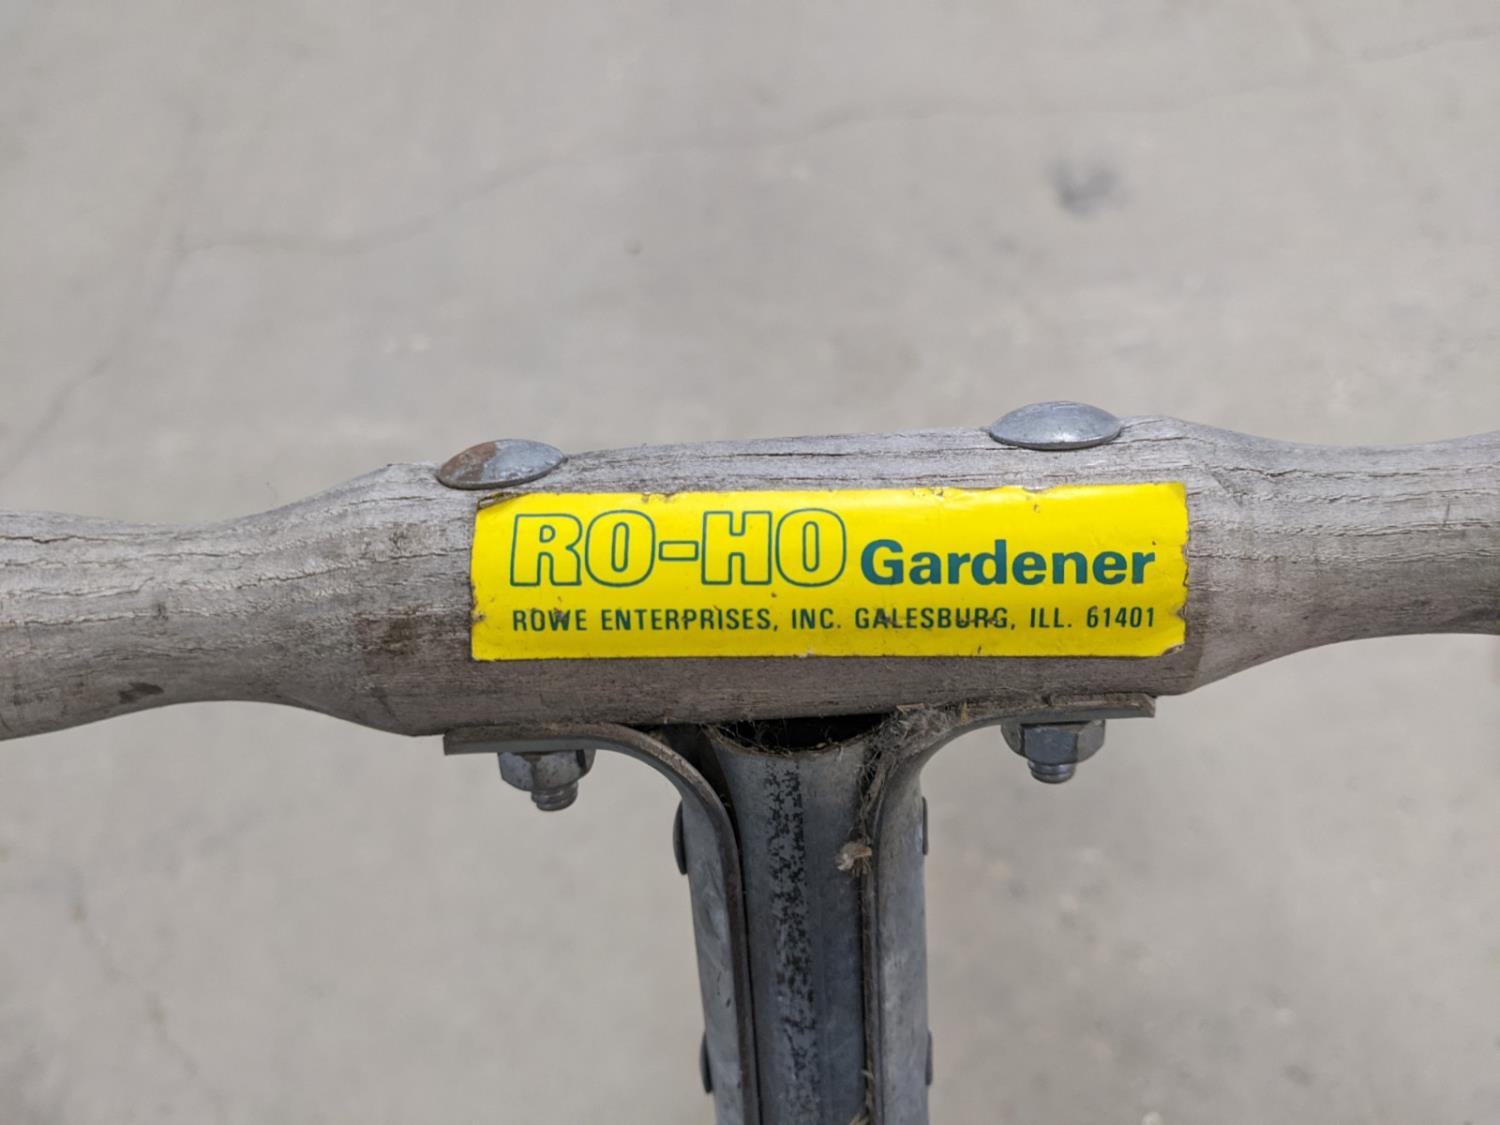 RO-HO Gardener
ROWE ENTERPRISES, INC. GALESBURG, ILL. 61401